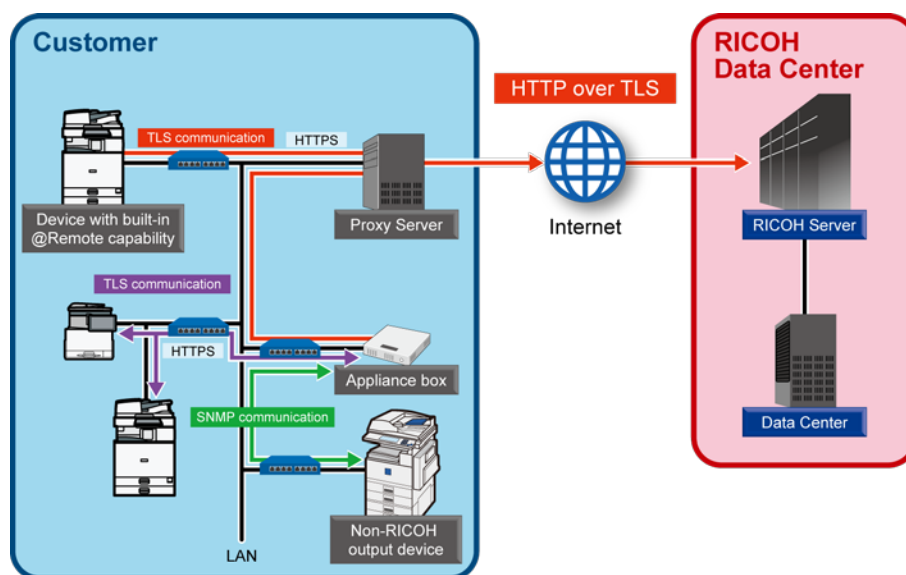 Customer
RICOH
Data Center
HTTP over TLS
TLS communication
HTTPS
Device with built-in
@Remote capability
Proxy Server
Internet
RICOH Server
TLS communication
HTTPS
Appliance box
SNMP communication
Data Center
Non-RICOH
output device
LAN